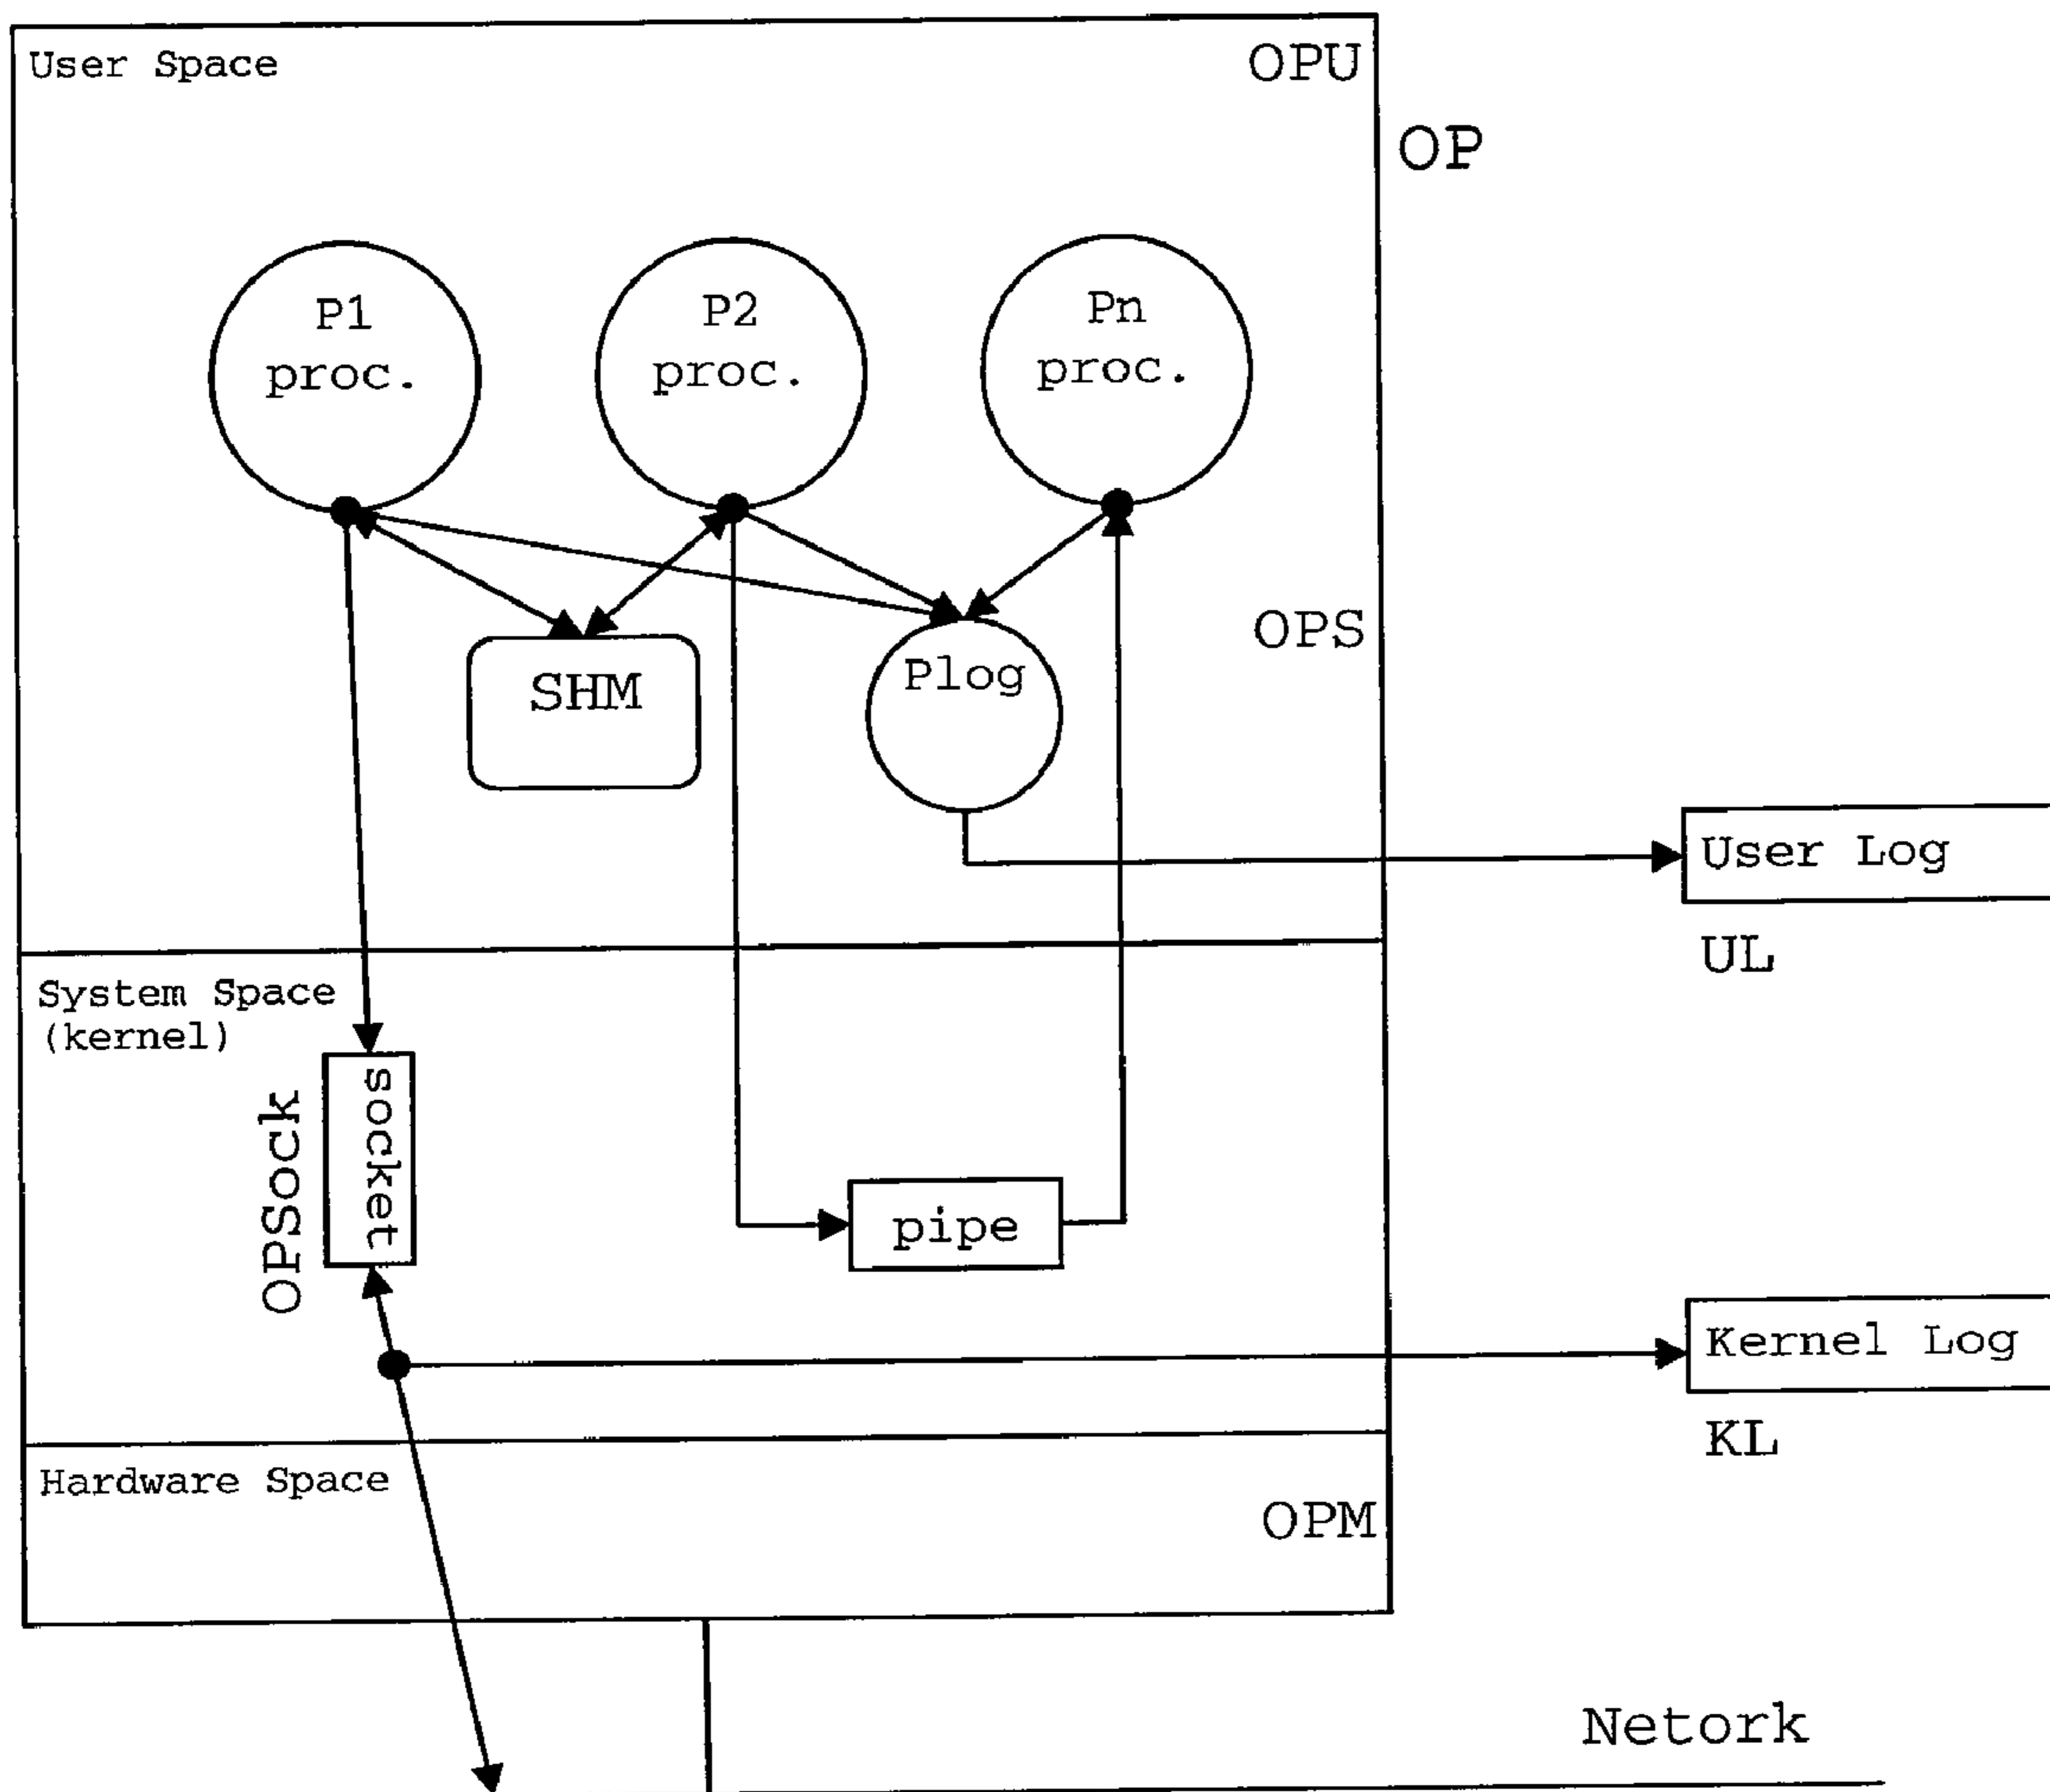 User Space
OPU
OP
P1
proc.
P2
proc.
Pn
proc.
OPS
SHM
Plog
User Log
UL
System Space
(kernel)
socket
OPSock
pipe
Kernel Log
KL
Hardware Space
OPM
Netork